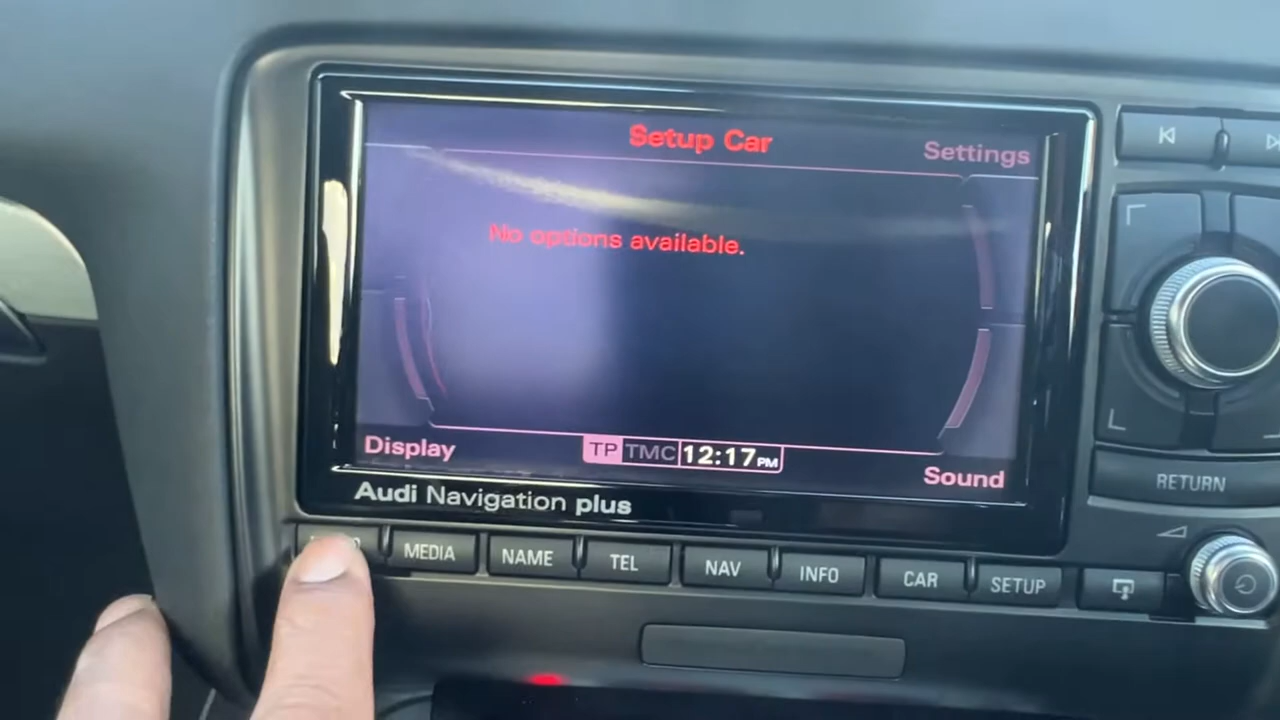 Setup Car
Settings
No options available.
Display
TP TMC 12:17 PM
Sound
Audi Navigation plus
RETURN
MEDIA
NAME
TEL
NAV
INFO
CAR
SETUP